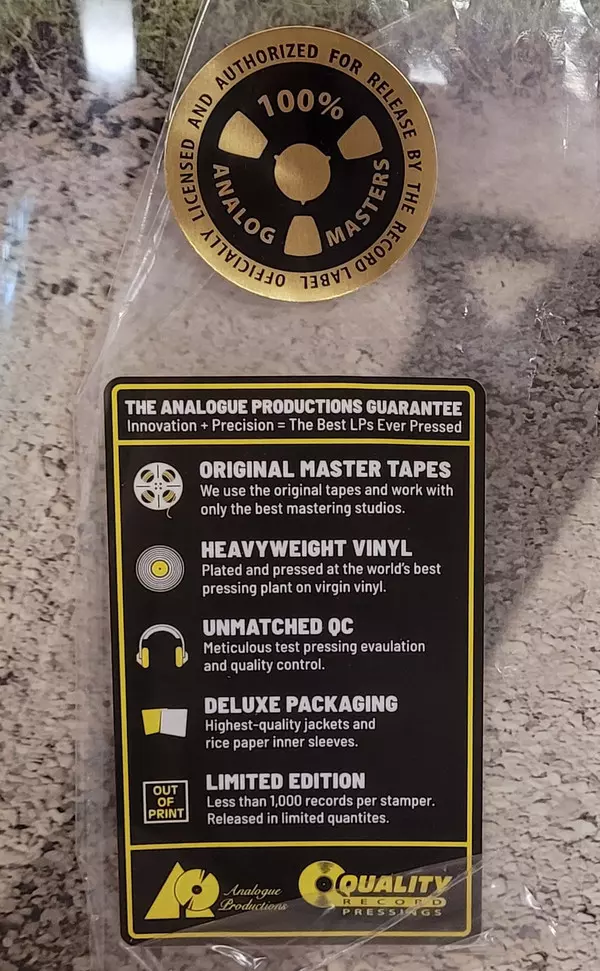 OFFICIALLY LICENSED AND AUTHORIZED FOR RELEASE BY THE RECORD LABEL
100%
ANALOG MASTERS
THE ANALOGUE PRODUCTIONS GUARANTEE
Innovation + Precision = The Best LPs Ever Pressed
ORIGINAL MASTER TAPES
We use the original tapes and work with
only the best mastering studios.
HEAVYWEIGHT VINYL
Plated and pressed at the world's best
pressing plant on virgin vinyl.
UNMATCHED QC
Meticulous test pressing evaulation
and quality control.
DELUXE PACKAGING
Highest-quality jackets and
rice paper inner sleeves.
OUT
OF
PRINT
LIMITED EDITION
Less than 1,000 records per stamper.
Released in limited quantites.
Analogue
Productions
QUALITY
RECORD
PRESSINGS